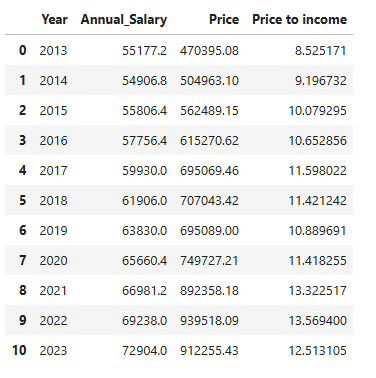 Year Annual_Salary Price Price to income
0 2013 55177.2 470395.08 8.525171
1 2014 54906.8 504963.10 9.196732
2 2015 55806.4 562489.15 10.079295
3 2016 57756.4 615270.62 10.652856
4 2017 59930.0 695069.46 11.598022
5 2018 61906.0 707043.42 11.421242
6 2019 63830.0 695089.00 10.889691
7 2020 65660.4 749727.21 11.418255
8 2021 66981.2 892358.18 13.322517
9 2022 69238.0 939518.09 13.569400
10 2023 72904.0 912255.43 12.513105